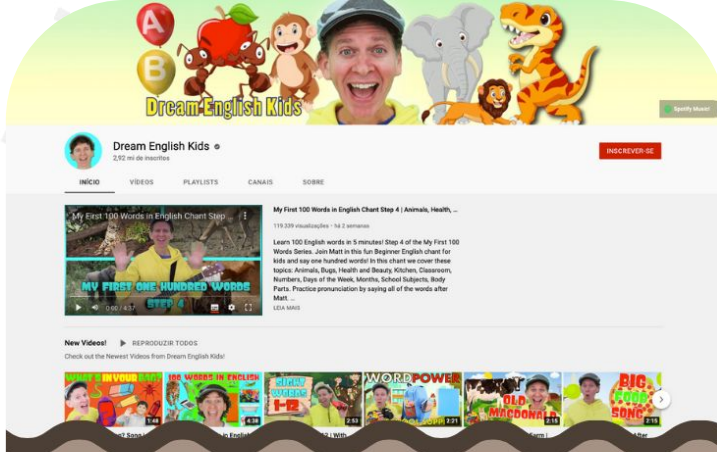 A
B
Dream English Kids
Spotify Music!
Dream English Kids
2,92 mi de inscritos
INSCREVER-SE
INÍCIO VÍDEOS PLAYLISTS CANAIS SOBRE
My First 100 Words in English Chant Step ...
MY FIRST ONE HUNDRED WORDS
STEP 4
0:00 / 4:37
My First 100 Words in English Chant Step 4 | Animals, Health, ...
119.339 visualizações • há 2 semanas
Learn 100 English words in 5 minutes! Step 4 of the My First 100
Words Series. Join Matt in this fun Beginner English chant for
kids and say one hundred words! In this chant we cover these
topics: Animals, Bugs, Health and Beauty, Kitchen, Classroom,
Numbers, Days of the Week, Months, School Subjects, Body
Parts. Practice pronunciation by saying all of the words after
Matt. ...
LEIA MAIS
New Videos! REPRODUZIR TODOS
Check out the Newest Videos from Dream English Kids!
WHAT'S IN YOUR BAG?
1:48
100 WORDS IN ENGLISH
4:38
SIGHT
WORDS
1-12
2:53
WORD POWER
2:21
OLD
MACDONALD
2:15
BIG
FOOD
SONG
2:15